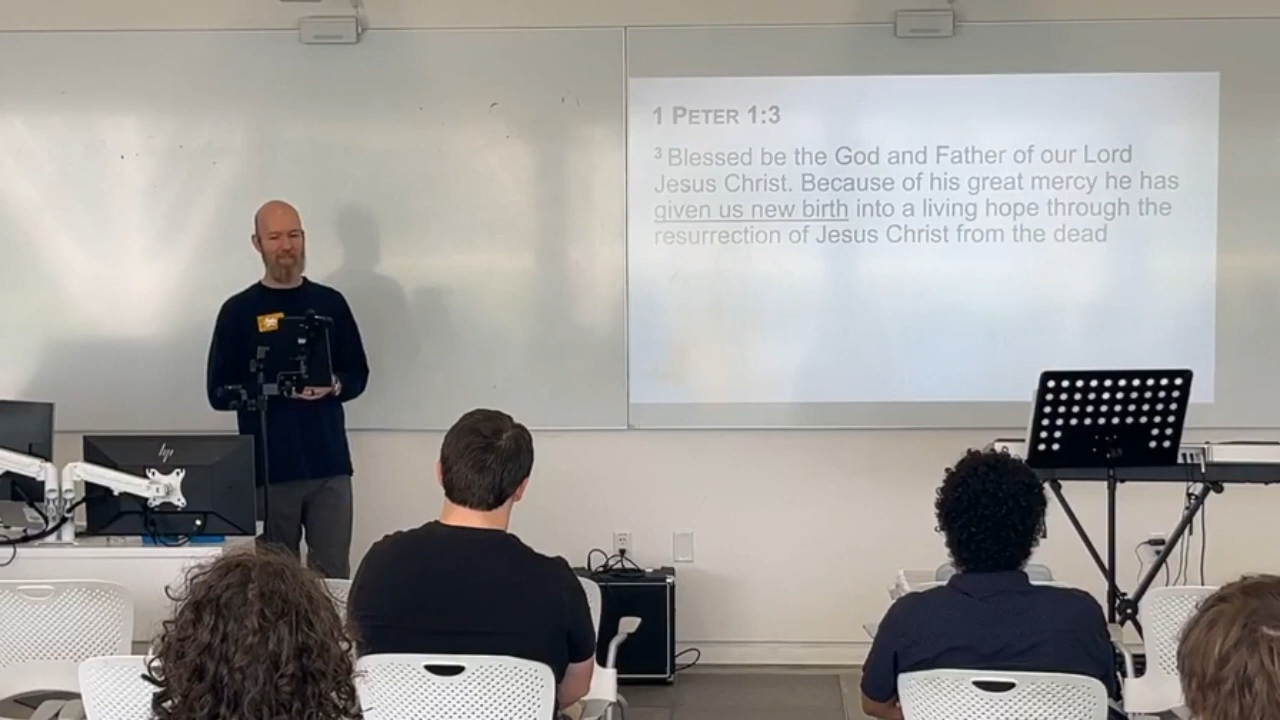 1 PETER 1:3
3 Blessed be the God and Father of our Lord
Jesus Christ. Because of his great mercy he has
given us new birth into a living hope through the
resurrection of Jesus Christ from the dead
hp